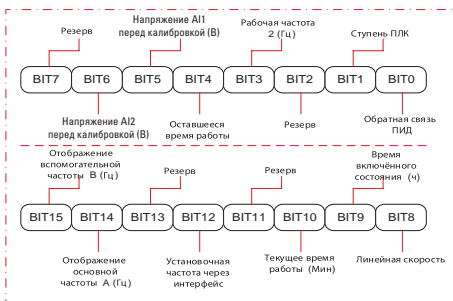 Резерв
Напряжение AI1
перед калибровкой (В)
Рабочая частота
2 (Гц)
Ступень ПЛК
BIT7 BIT6 BIT5 BIT4 BIT3 BIT2 BIT1 BIT0
Напряжение AI2
перед калибровкой (В)
Оставшееся
время работы
Резерв
Обратная связь
ПИД
Отображение
вспомогательной
частоты B (Гц)
Резерв
Резерв
Время
включённого
состояния (ч)
BIT15 BIT14 BIT13 BIT12 BIT11 BIT10 BIT9 BIT8
Отображение
основной
частоты A (Гц)
Установочная
частота через
интерфейс
Текущее время
работы (Мин)
Линейная скорость